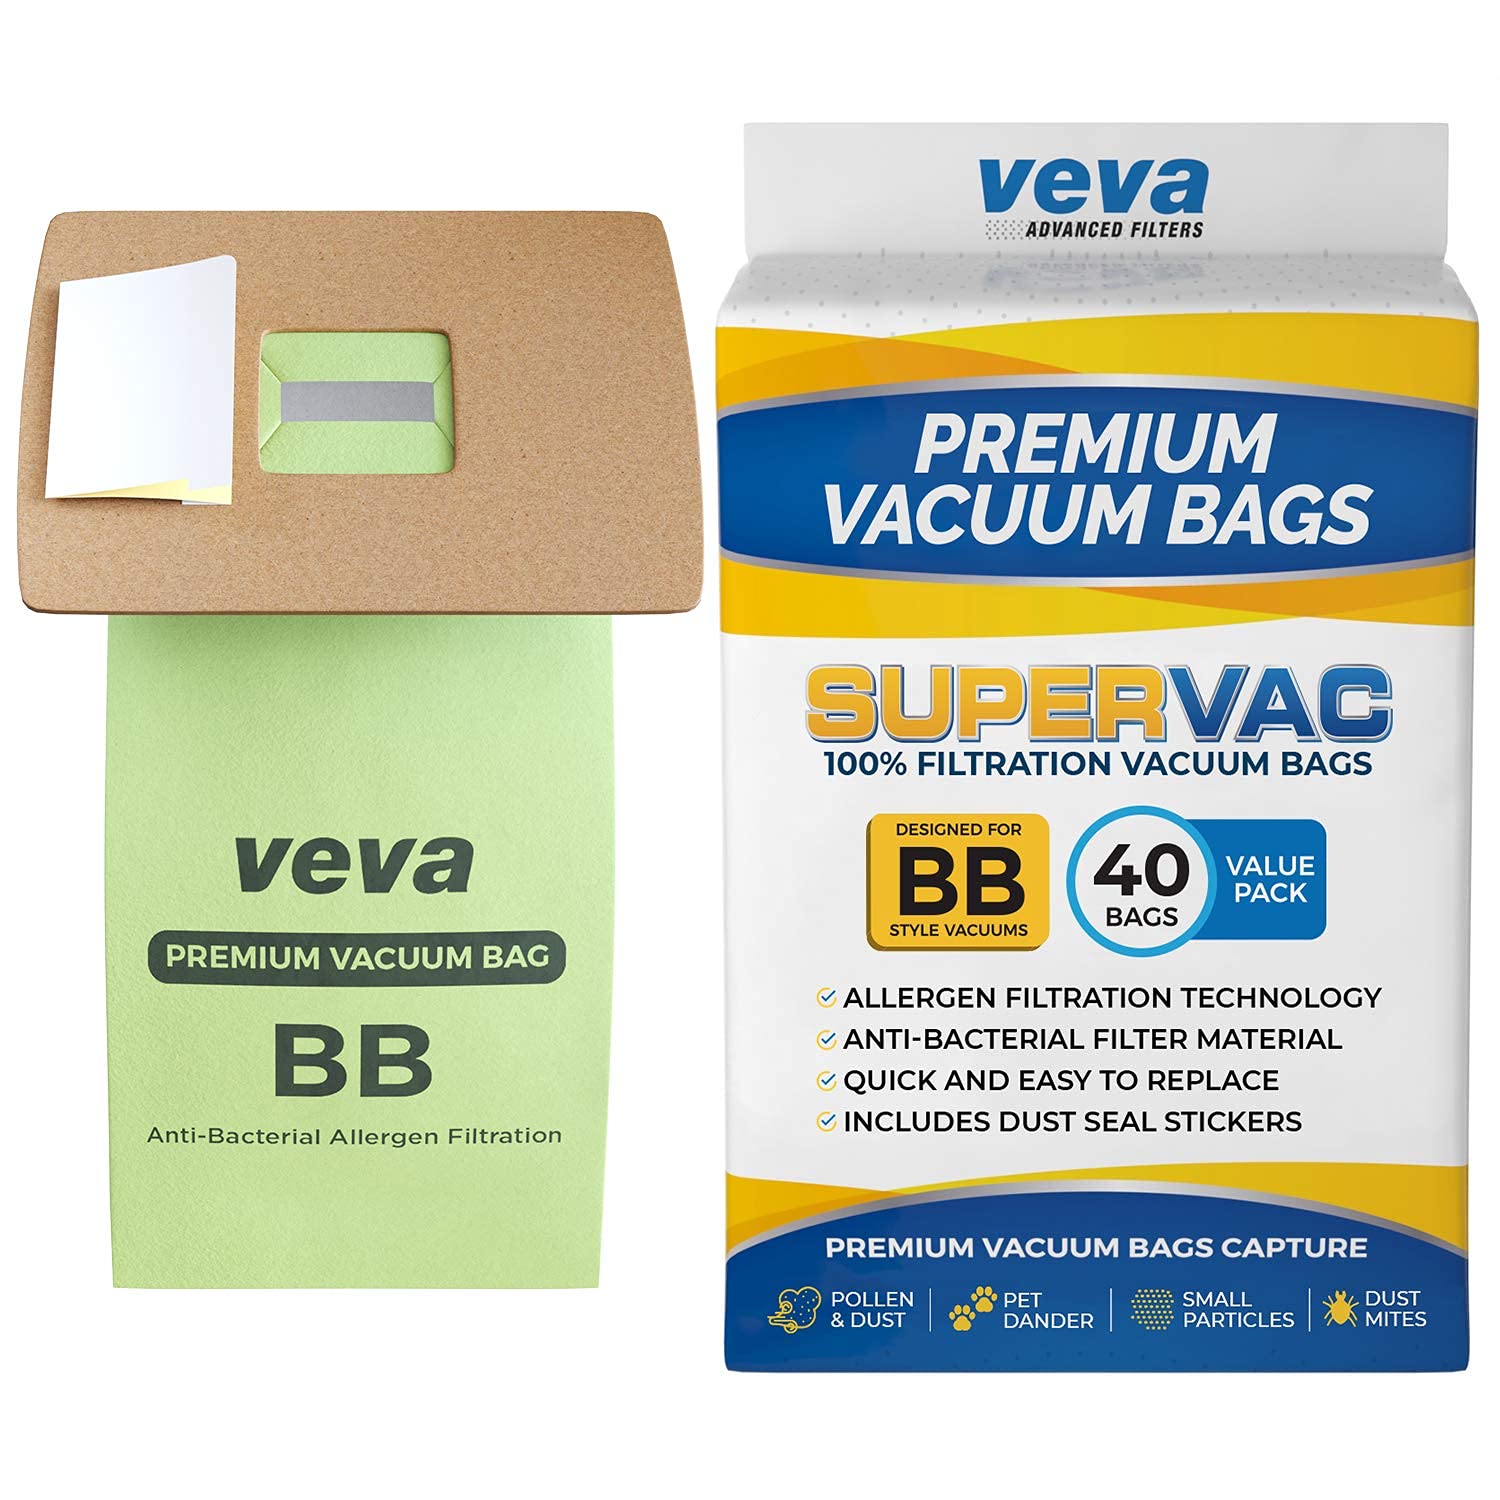 veva
PREMIUM VACUUM BAG
BB
Anti-Bacterial Allergen Filtration
veva
ADVANCED FILTERS
PREMIUM
VACUUM BAGS
SUPERVAC
100% FILTRATION VACUUM BAGS
DESIGNED FOR
BB
STYLE VACUUMS
40
BAGS
VALUE
PACK
ALLERGEN FILTRATION TECHNOLOGY
ANTI-BACTERIAL FILTER MATERIAL
QUICK AND EASY TO REPLACE
INCLUDES DUST SEAL STICKERS
PREMIUM VACUUM BAGS CAPTURE
POLLEN
& DUST
PET
DANDER
SMALL
PARTICLES
DUST
MITES